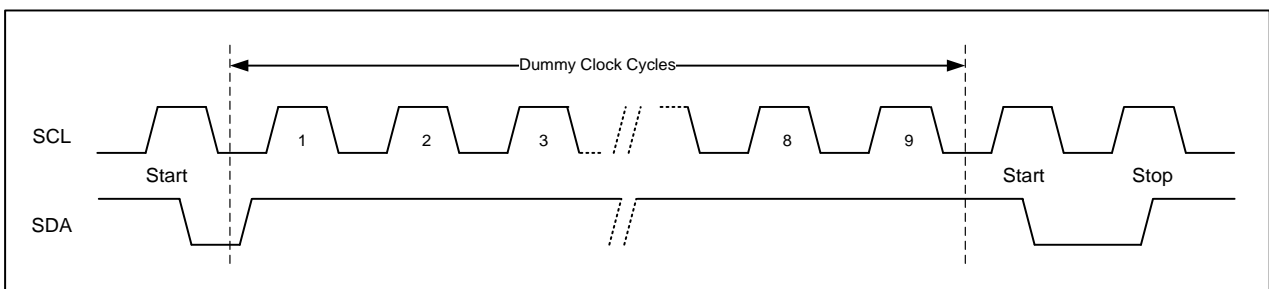 Dummy Clock Cycles
SCL
1 2 3 8 9
Start Start Stop
SDA